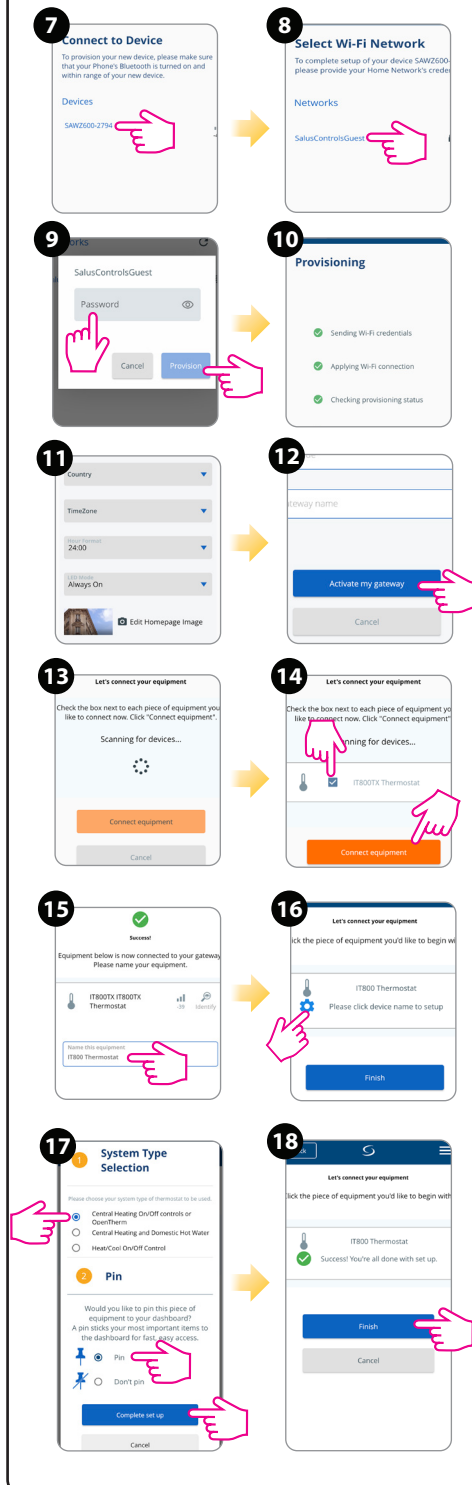 7
Connect to Device
To provision your new device, please make sure
that your Phone's Bluetooth is turned on and
within range of your new device.
Devices
SAWZ600-2794
8
Select Wi-Fi Network
To complete setup of your device SAWZ600-
please provide your Home Network's
Networks
SalusControlsGuest
9
SalusControlsGuest
Password
Cancel
Provision
10
Provisioning
Sending Wi-Fi credentials
Applying Wi-Fi connection
Checking provisioning status
11
Country
TimeZone
Hour Format
24:00
LED Mode
Always On
Edit Homepage Image
12
name
Activate my gateway
Cancel
13
Let's connect your equipment
Check the box next to each piece of equipment you
like to connect now. Click "Connect equipment".
Scanning for devices...
Connect equipment
Cancel
14
Let's connect your equipment
Check the box next to each piece of equipment yo
like to connect now. Click "Connect equipment"
nning for devices...
IT800TX Thermostat
Connect equipment
15
Success!
Equipment below is now connected to your gateway
Please name your equipment.
IT800TX IT800TX
Thermostat
-39
Identify
Name this equipment
IT800 Thermostat
16
Let's connect your equipment
ick the piece of equipment you'd like to begin wi
IT800 Thermostat
Please click device name to setup
Finish
17
1
System Type
Selection
Please choose your system type of thermostat to be used.
Central Heating On/Off controls or
OpenTherm
Central Heating and Domestic Hot Water
Heat/Cool On/Off Control
2
Pin
Would you like to pin this piece of
equipment to your dashboard?
A pin sticks your most important items to
the dashboard for fast, easy access.
Pin
Don't pin
Complete set up
Cancel
18
Let's connect your equipment
lick the piece of equipment you'd like to begin with
IT800 Thermostat
Success! You're all done with set up.
Finish
Cancel